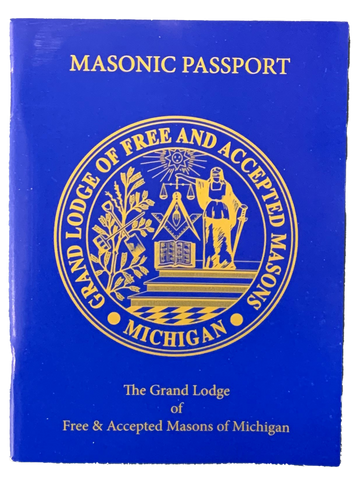 MASONIC PASSPORT
GRAND LODGE OF FREE AND ACCEPTED MASONS
• MICHIGAN •
G
The Grand Lodge
of
Free & Accepted Masons of Michigan